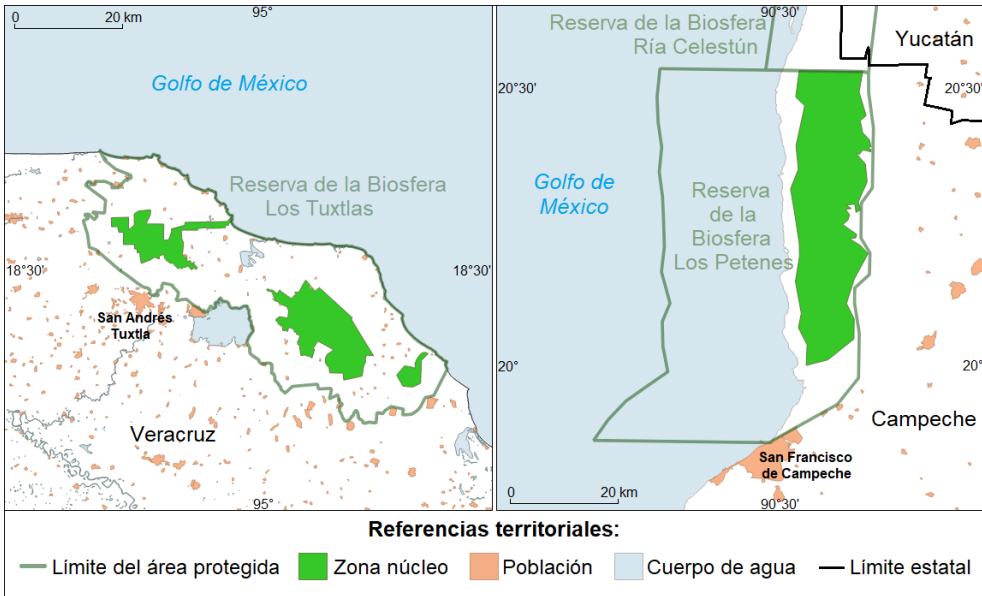 0
20 km
95°
Golfo de México
Reserva de la Biosfera
Los Tuxtlas
18°30'
18°30'
San Andrés
Tuxtla
Veracruz
95°
90°30'
Reserva de la Biosfera
Ría Celestún
Yucatán
20°30'
20°30'
Golfo de
México
Reserva
de la
Biosfera
Los Petenes
20°
20°
Campeche
San Francisco
de Campeche
0
20 km
90°30'
Referencias territoriales:
Límite del área protegida
Zona núcleo
Población
Cuerpo de agua
Límite estatal